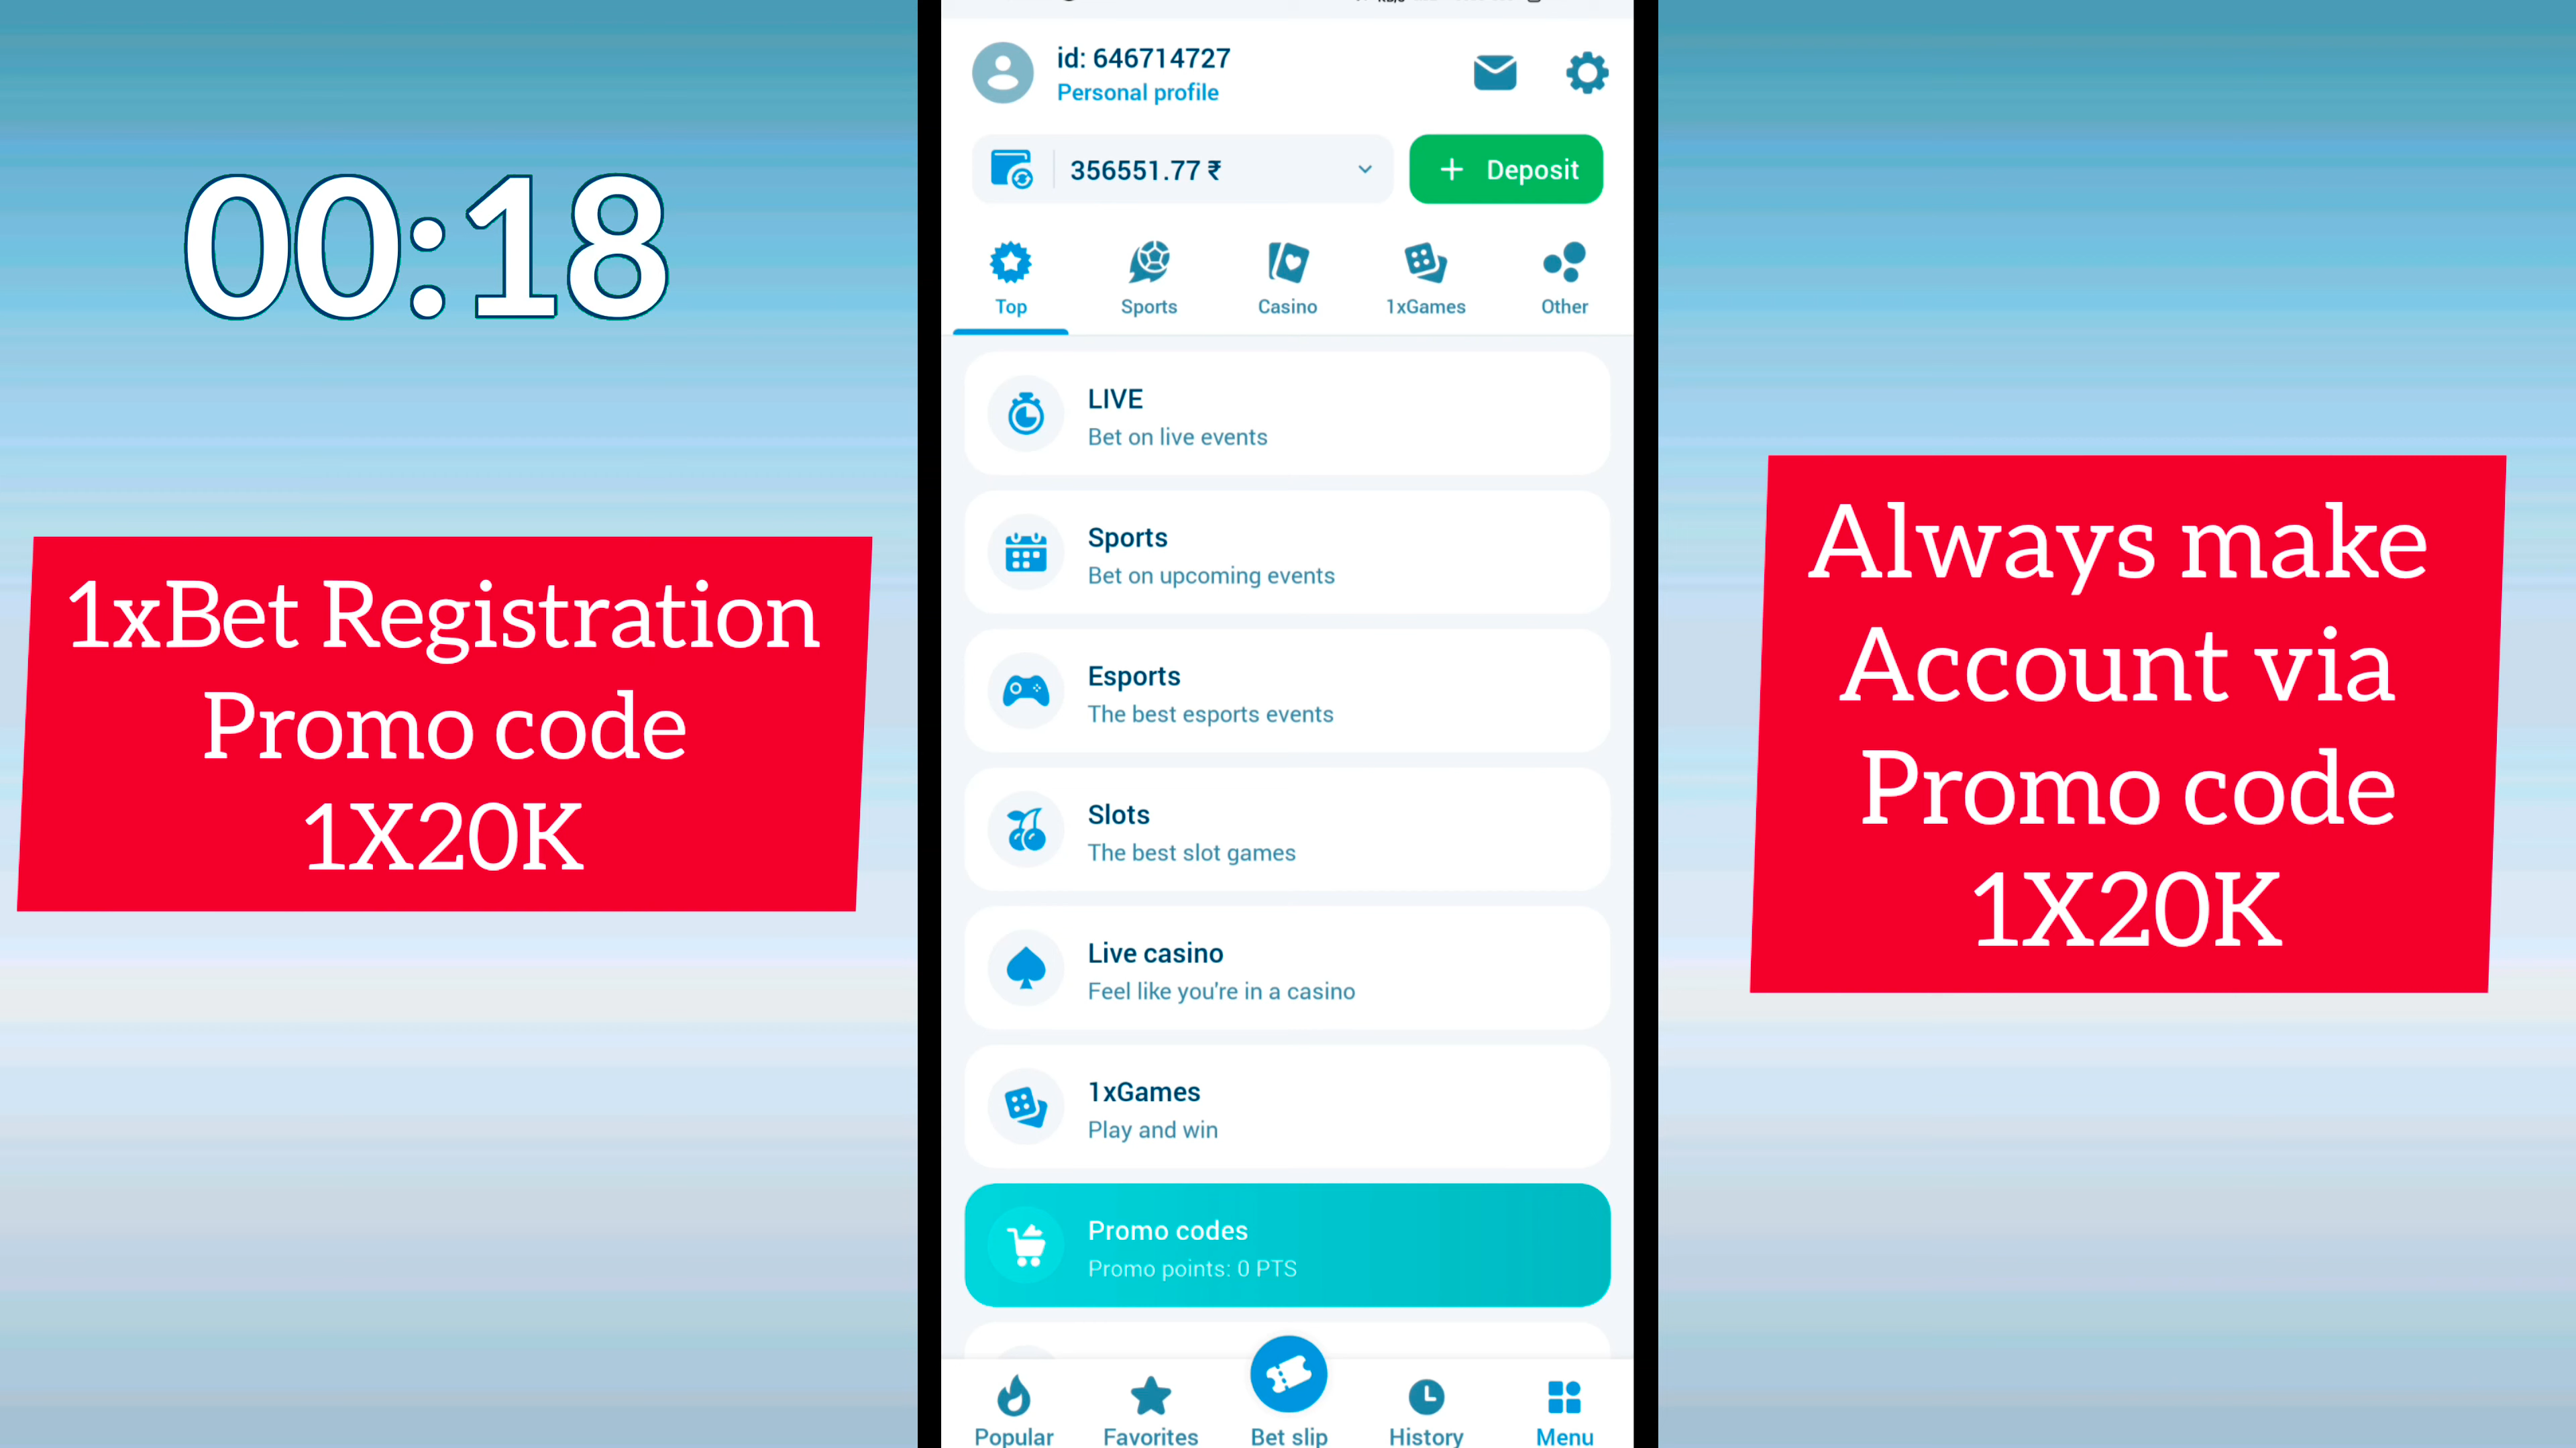 00:18
1xBet Registration
Promo code
1X20K
id: 646714727
Personal profile
356551.77 ₹
+ Deposit
Top
Sports
Casino
1xGames
Other
LIVE
Bet on live events
Sports
Bet on upcoming events
Esports
The best esports events
Slots
The best slot games
Live casino
Feel like you're in a casino
1xGames
Play and win
Promo codes
Promo points: 0 PTS
Popular
Favorites
Bet slip
History
Menu
Always make
Account via
Promo code
1X20K